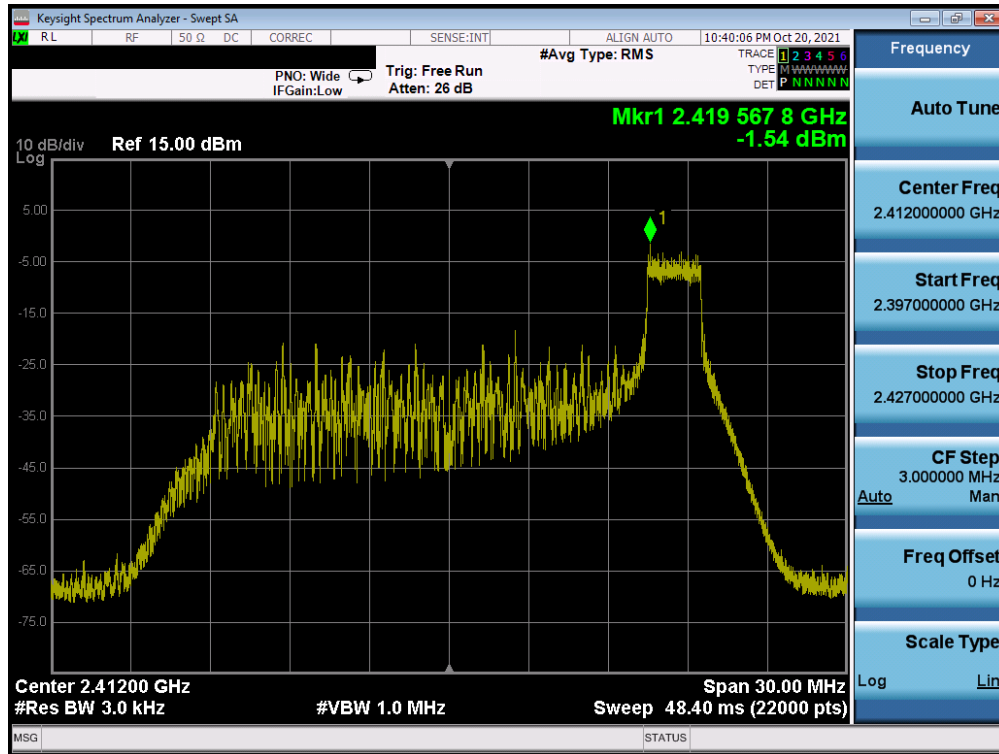 Keysight Spectrum Analyzer - Swept SA
LXI RL RF 50 Ω DC CORREC SENSE:INT ALIGN AUTO 10:40:06 PM Oct 20, 2021
#Avg Type: RMS
TRACE 1 2 3 4 5 6
TYPE M W W W W W
DET P N N N N N
PNO: Wide
IFGain:Low
Trig: Free Run
Atten: 26 dB
Mkr1 2.419 567 8 GHz
-1.54 dBm
10 dB/div Ref 15.00 dBm
Log
1
5.00
-5.00
-15.0
-25.0
-35.0
-45.0
-55.0
-65.0
-75.0
Center 2.41200 GHz Span 30.00 MHz
#Res BW 3.0 kHz #VBW 1.0 MHz Sweep 48.40 ms (22000 pts)
MSG STATUS
Frequency
Auto Tune
Center Freq
2.412000000 GHz
Start Freq
2.397000000 GHz
Stop Freq
2.427000000 GHz
CF Step
3.000000 MHz
Auto Man
Freq Offset
0 Hz
Scale Type
Log Lin